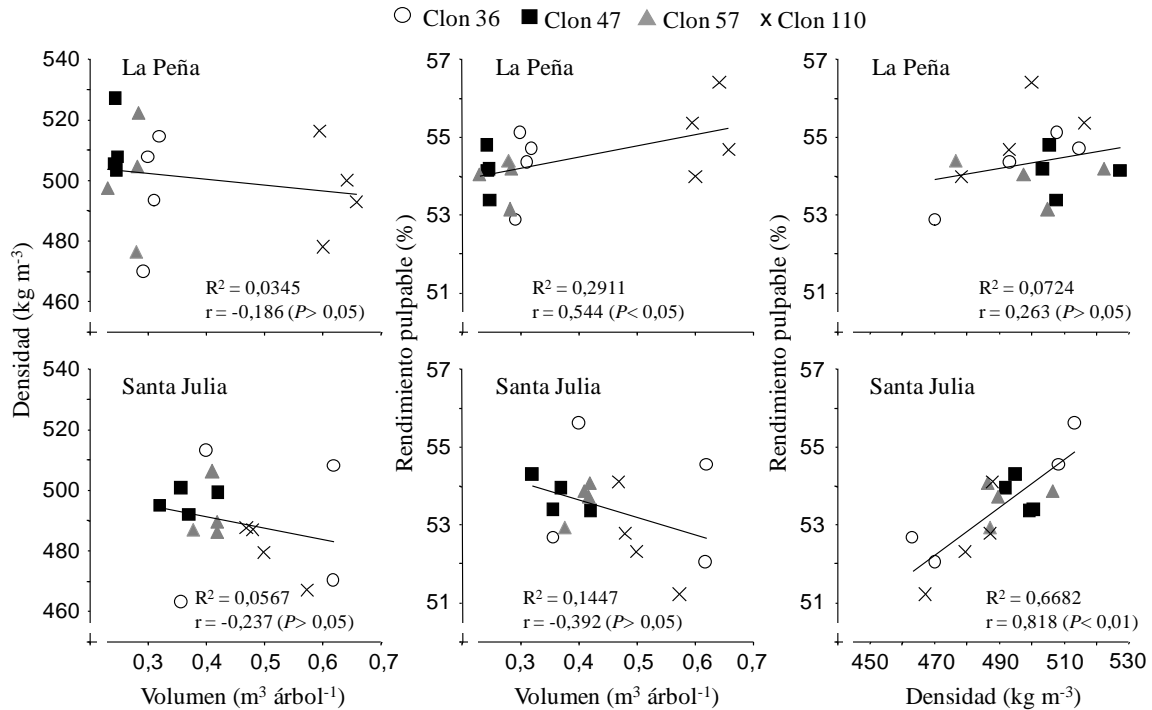 Clon 36 Clon 47 Clon 57 Clon 110
La Peña
540
520
500
480
460
R² = 0,0345
r = -0,186 (P> 0,05)
La Peña
57
55
53
51
R² = 0,2911
r = 0,544 (P< 0,05)
La Peña
57
55
53
51
R² = 0,0724
r = 0,263 (P> 0,05)
Densidad (kg m⁻³)
Rendimiento pulpable (%)
Rendimiento pulpable (%)
Santa Julia
540
520
500
480
460
R² = 0,0567
r = -0,237 (P> 0,05)
0,3 0,4 0,5 0,6 0,7
Volumen (m³ árbol⁻¹)
Santa Julia
57
55
53
51
R² = 0,1447
r = -0,392 (P> 0,05)
0,3 0,4 0,5 0,6 0,7
Volumen (m³ árbol⁻¹)
Santa Julia
57
55
53
51
R² = 0,6682
r = 0,818 (P< 0,01)
450 470 490 510 530
Densidad (kg m⁻³)